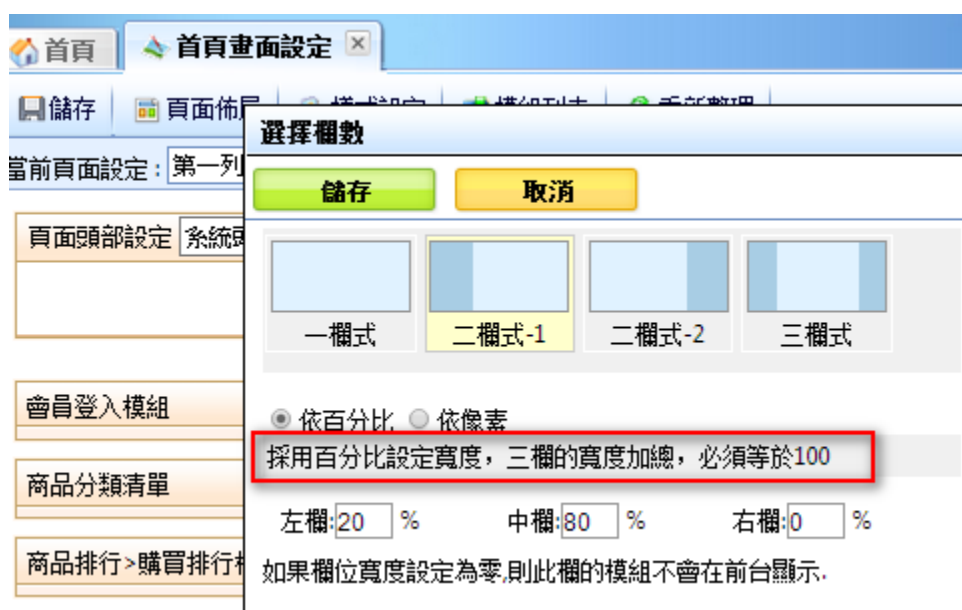 首頁 首頁畫面設定
儲存 頁面佈
選擇欄數
當前頁面設定：第一列
儲存 取消
頁面頭部設定 系統
一欄式 二欄式-1 二欄式-2 三欄式
會員登入模組
依百分比 依像素
採用百分比設定寬度，三欄的寬度加總，必須等於100
商品分類清單
左欄:20 % 中欄:80 % 右欄:0 %
商品排行>購買排行
如果欄位寬度設定為零,則此欄的模組不會在前台顯示.